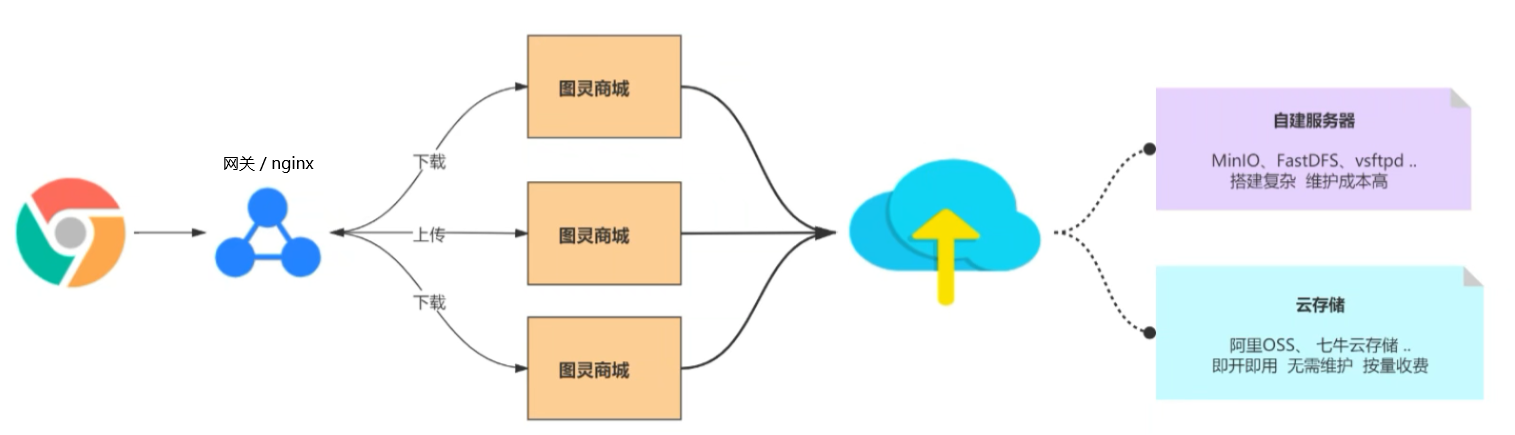 网关 / nginx
下载
上传
下载
图灵商城
图灵商城
图灵商城
自建服务器
MinIO、FastDFS、vsftpd ..
搭建复杂 维护成本高
云存储
阿里OSS、 七牛云存储 ..
即开即用 无需维护 按量收费